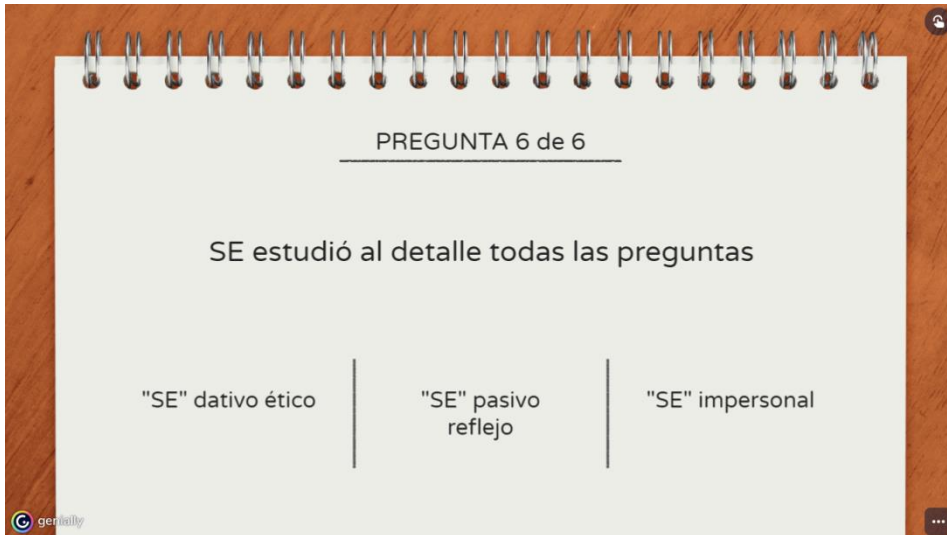 PREGUNTA 6 de 6
SE estudió al detalle todas las preguntas
"SE" dativo ético
"SE" pasivo
reflejo
"SE" impersonal
genially